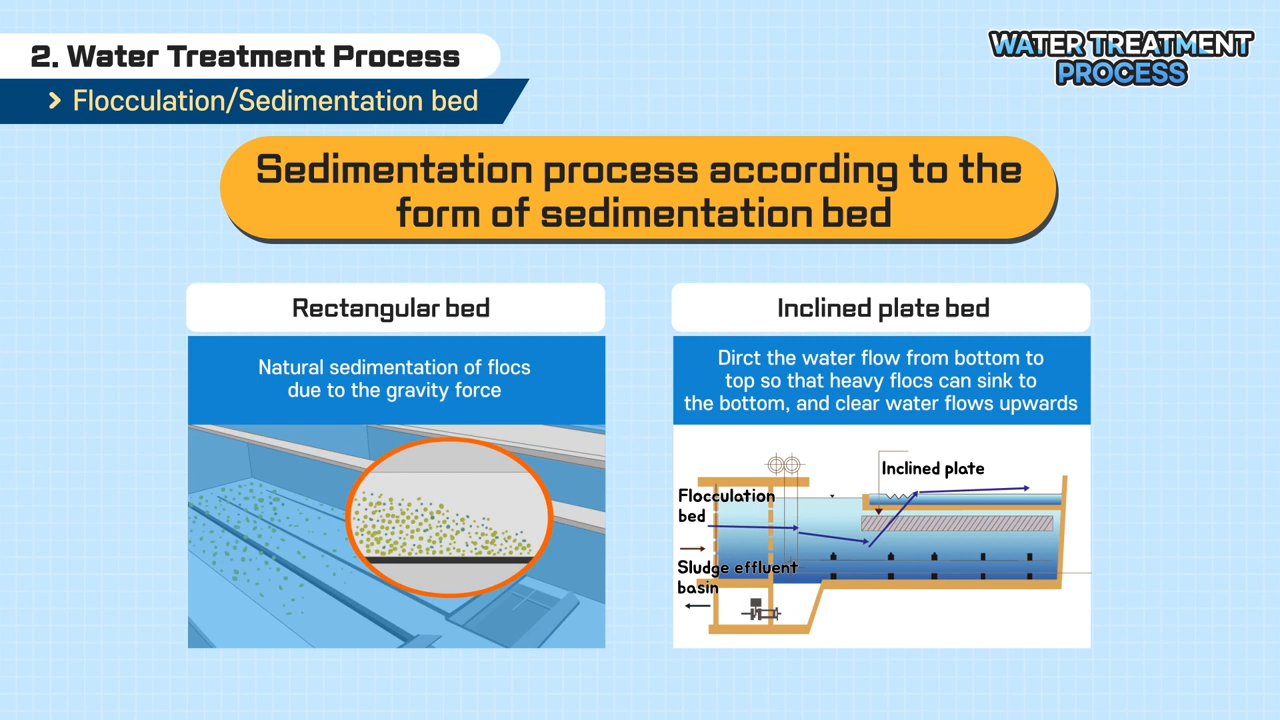 2. Water Treatment Process
WATER TREATMENT
PROCESS
> Flocculation/Sedimentation bed
Sedimentation process according to the
form of sedimentation bed
Rectangular bed
Natural sedimentation of flocs
due to the gravity force
Inclined plate bed
Dirct the water flow from bottom to
top so that heavy flocs can sink to
the bottom, and clear water flows upwards
Inclined plate
Flocculation
bed
Sludge effluent
basin